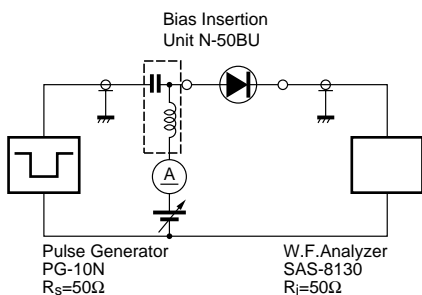 Bias Insertion
Unit N-50BU
A
Pulse Generator
PG-10N
Rs=50Ω
W.F.Analyzer
SAS-8130
Ri=50Ω